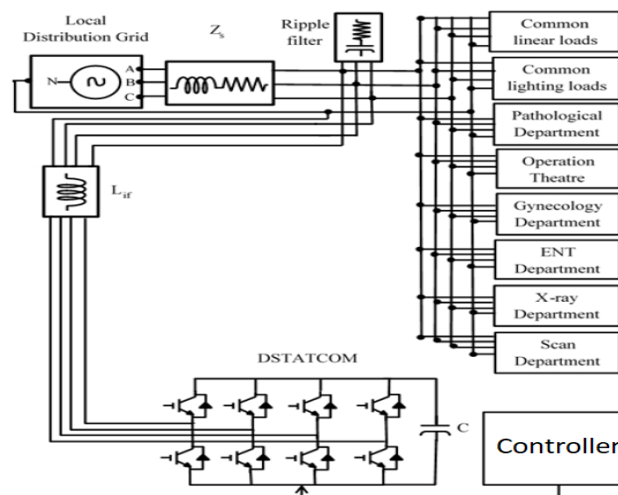 Local
Distribution Grid
N
A
B
C
Zs
Ripple
filter
Common
linear loads
Common
lighting loads
Pathological
Department
Operation
Theatre
Gynecology
Department
ENT
Department
X-ray
Department
Scan
Department
Lif
DSTATCOM
C
Controller